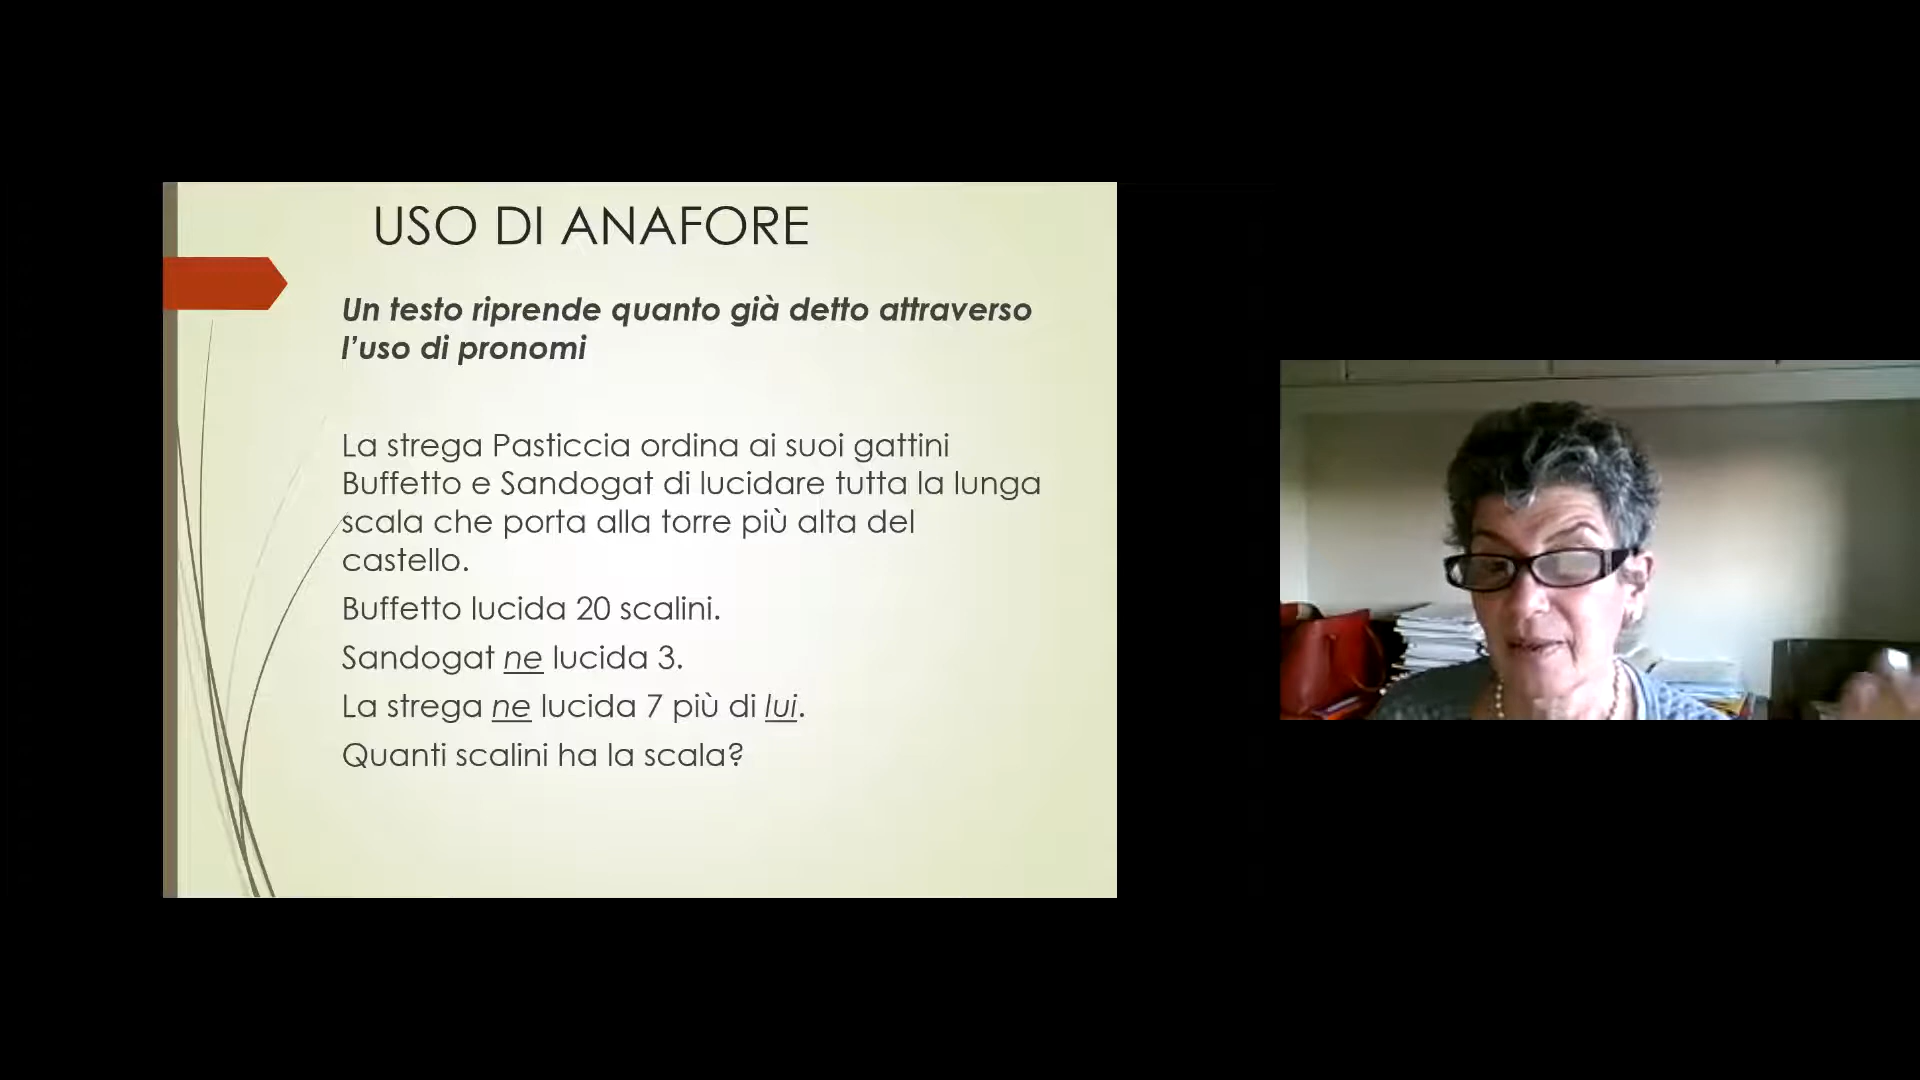 USO DI ANAFORE
Un testo riprende quanto già detto attraverso
l'uso di pronomi
La strega Pasticcia ordina ai suoi gattini
Buffetto e Sandogat di lucidare tutta la lunga
scala che porta alla torre più alta del
castello.
Buffetto lucida 20 scalini.
Sandogat ne lucida 3.
La strega ne lucida 7 più di lui.
Quanti scalini ha la scala?